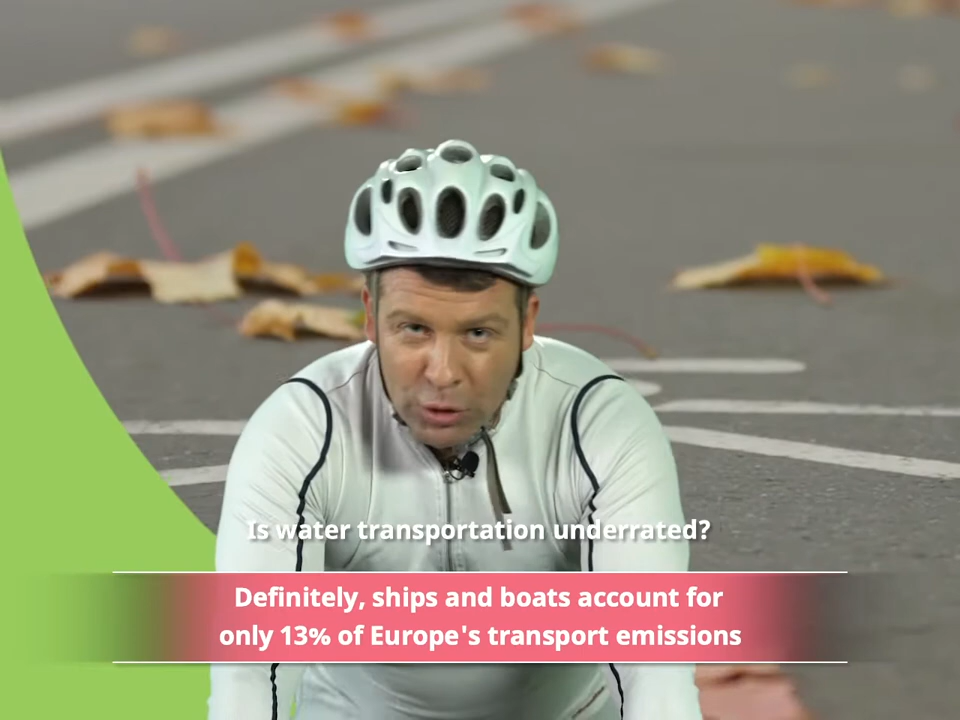 Is water transportation underrated?
Definitely, ships and boats account for
only 13% of Europe's transport emissions